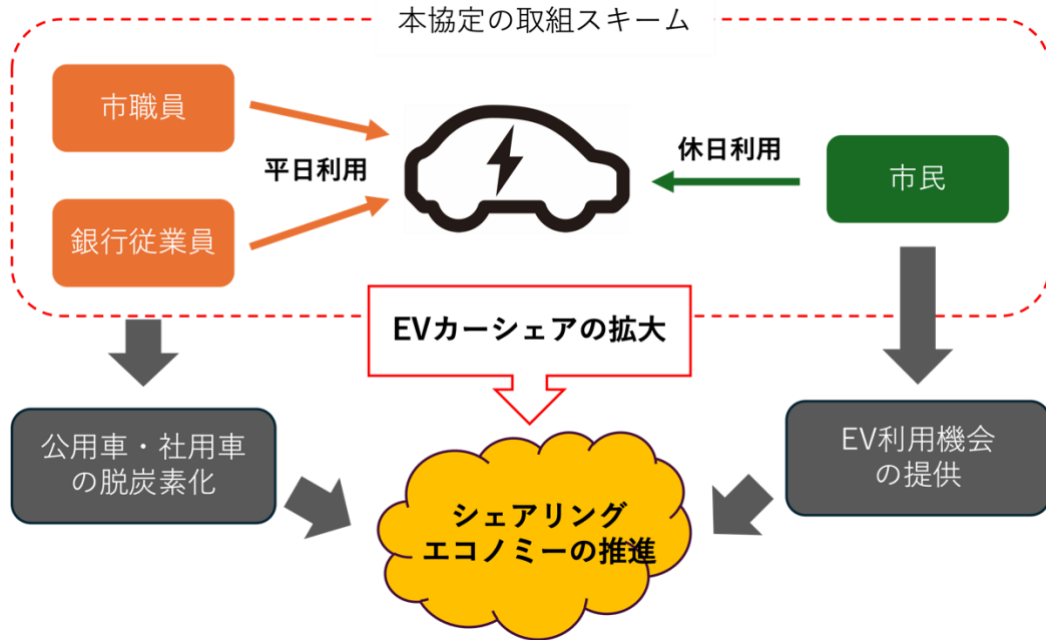 本協定の取組スキーム
市職員
平日利用
銀行従業員
休日利用
市民
EVカーシェアの拡大
公用車・社用車
の脱炭素化
EV利用機会
の提供
シェアリング
エコノミーの推進